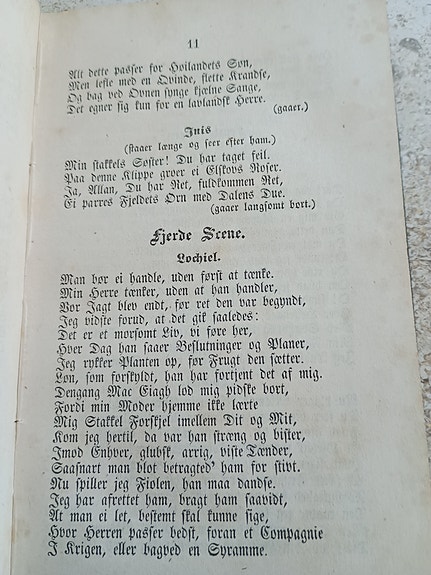 11
Alt dette passer for Høilandets Søn,
Men lefle med en Qvinde, flette Krandse,
Og bag ved Ovnen synge kjælne Sange,
Det egner sig kun for en lavlandsk Herre.
(gaaer.)
Inis
(staaer længe og seer efter ham.)
Min stakkels Søster! Du har taget feil.
Paa denne Klippe groer ei Elskovs Roser.
Ja, Allan, Du har Ret, fuldkommen Ret,
Ei parres Fjeldets Ørn med Dalens Due.
(gaaer langsomt bort.)
Fjerde Scene.
Lochiel.
Man bør ei handle, uden først at tænke.
Min Herre tænker, uden at han handler,
Vor Jagt blev endt, før ret den var begyndt,
Jeg vidste forud, at det gik saaledes:
Det er et morsomt Liv, vi føre her,
Hver Dag han saaer Beslutninger og Planer,
Jeg rykker Planten op, før Frugt den sætter.
Løn, som forskyldt, han har fortjent det af mig.
Dengang Mac Eiagh lod mig pidske bort,
Fordi min Moder hjemme ikke lærte
Mig Stakkel Forskjel imellem Dit og Mit,
Kom jeg hertil, da var han stræng og bister,
Imod Enhver, glubsk, arrig, viste Tænder,
Saasnart man blot betragted' ham for stivt.
Nu spiller jeg Fiolen, han maa dandse.
Jeg har afrettet ham, bragt ham saavidt,
At man ei let, bestemt skal kunne sige,
Hvor Herren passer bedst, foran et Compagnie
I Krigen, eller bagved en Syramme.